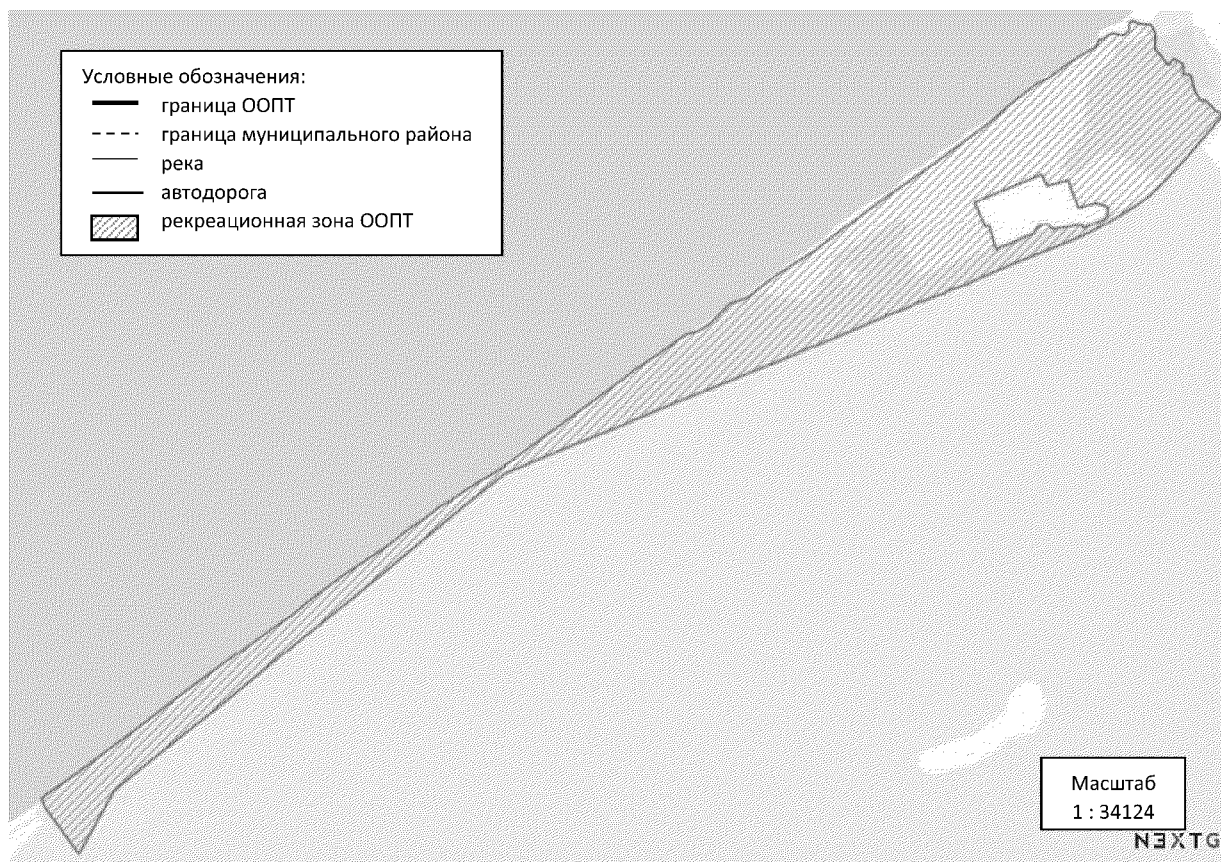 Условные обозначения:
граница ООПТ
граница муниципального района
река
автодорога
рекреационная зона ООПТ
Масштаб
1 : 34124
NEXTG